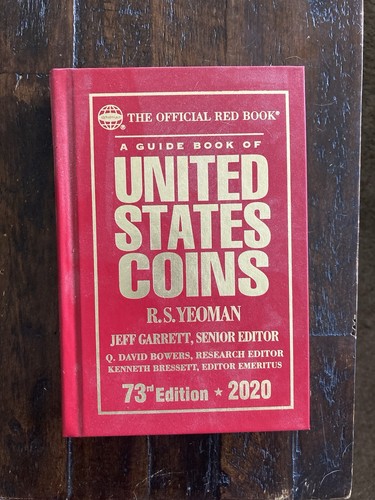 THE OFFICIAL RED BOOK®
A GUIDE BOOK OF
UNITED
STATES
COINS
R.S. YEOMAN
JEFF GARRETT, SENIOR EDITOR
Q. DAVID BOWERS, RESEARCH EDITOR
KENNETH BRESSETT, EDITOR EMERITUS
73rd Edition ★ 2020